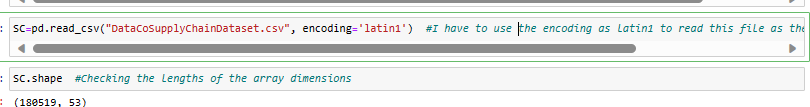 : SC=pd.read_csv("DataCoSupplyChainDataset.csv", encoding='latin1')  #I have to use the encoding as latin1 to read this file as the
: SC.shape  #Checking the lengths of the array dimensions
: (180519, 53)